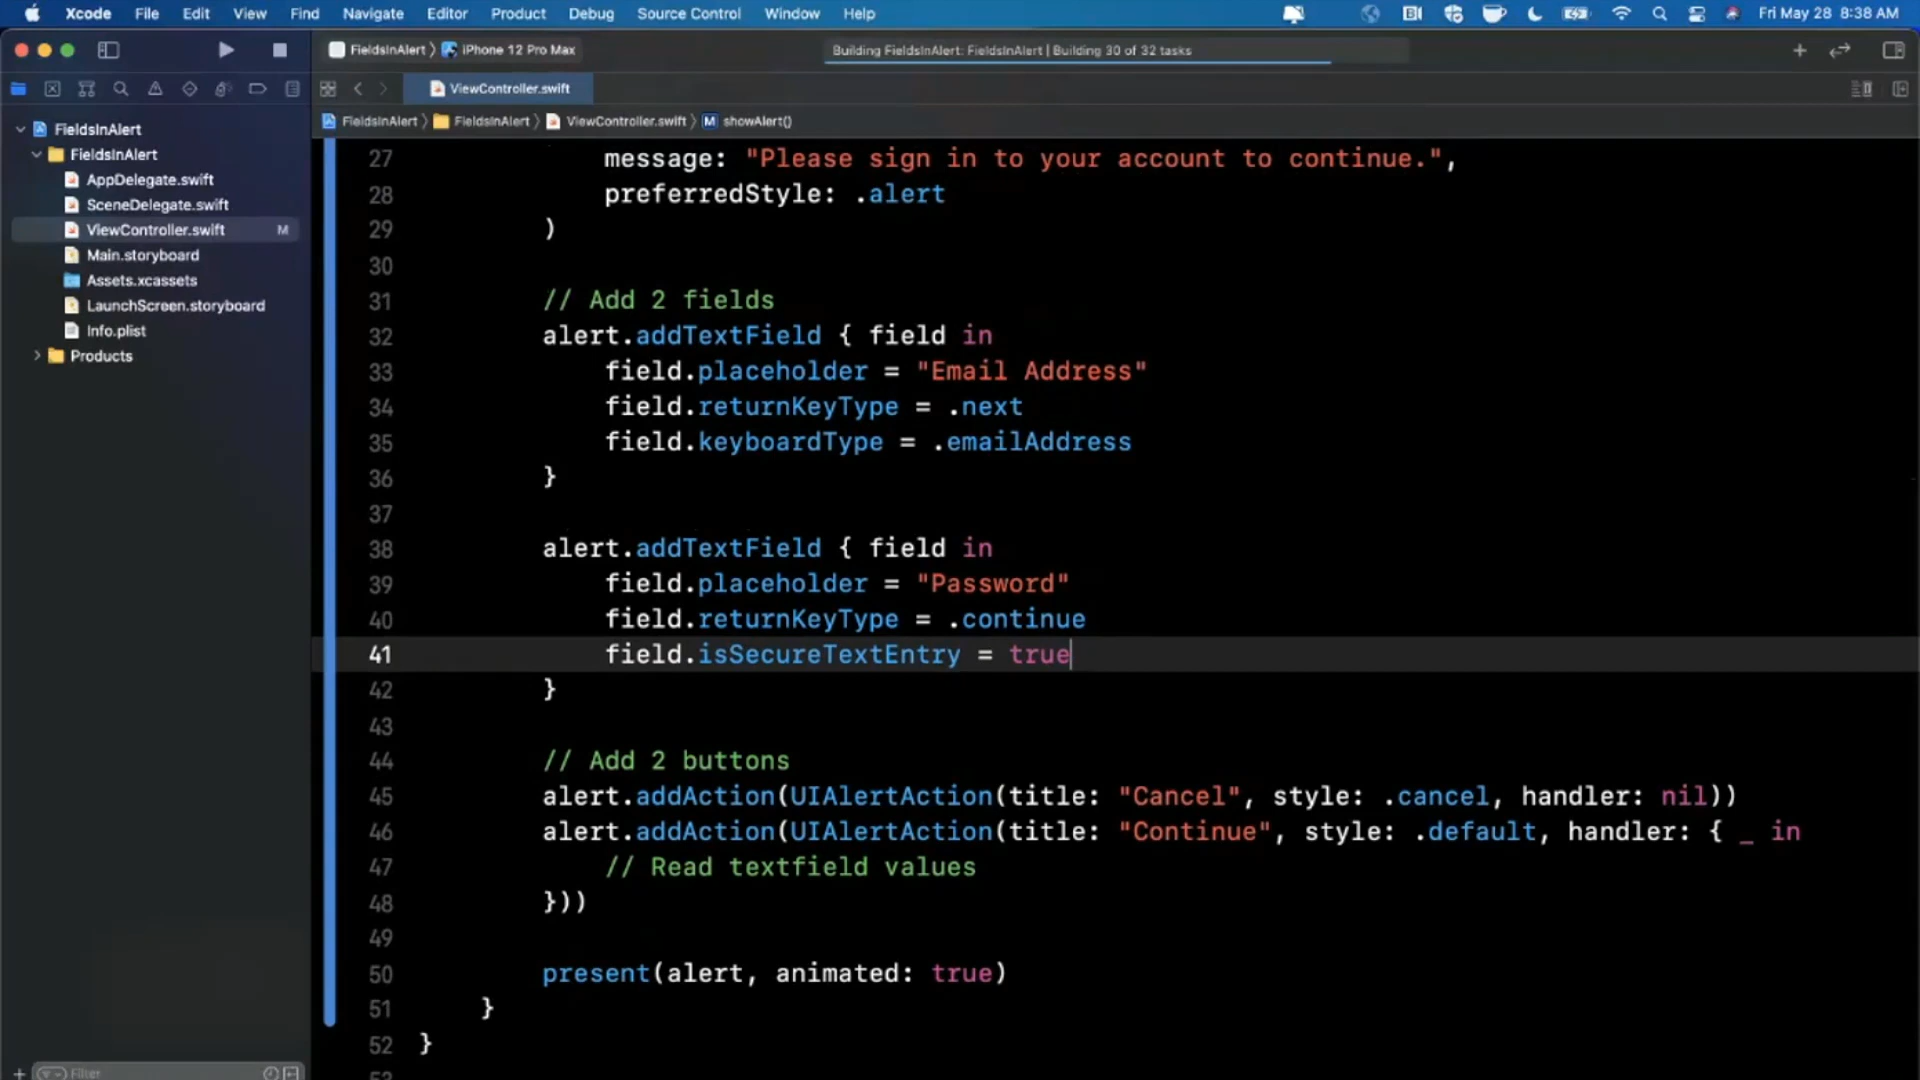 Xcode File Edit View Find Navigate Editor Product Debug Source Control Window Help Fri May 28 8:38 AM
FieldsInAlert iPhone 12 Pro Max Building FieldsInAlert: FieldsInAlert | Building 30 of 32 tasks
ViewController.swift
FieldsInAlert FieldsInAlert ViewController.swift M showAlert()
FieldsInAlert
FieldsInAlert
AppDelegate.swift
SceneDelegate.swift
ViewController.swift M
Main.storyboard
Assets.xcassets
LaunchScreen.storyboard
Info.plist
Products
Filter
27 message: "Please sign in to your account to continue.",
28 preferredStyle: .alert
29 )
30
31 // Add 2 fields
32 alert.addTextField { field in
33 field.placeholder = "Email Address"
34 field.returnKeyType = .next
35 field.keyboardType = .emailAddress
36 }
37
38 alert.addTextField { field in
39 field.placeholder = "Password"
40 field.returnKeyType = .continue
41 field.isSecureTextEntry = true
42 }
43
44 // Add 2 buttons
45 alert.addAction(UIAlertAction(title: "Cancel", style: .cancel, handler: nil))
46 alert.addAction(UIAlertAction(title: "Continue", style: .default, handler: { _ in
47 // Read textfield values
48 }))
49
50 present(alert, animated: true)
51 }
52 }
53